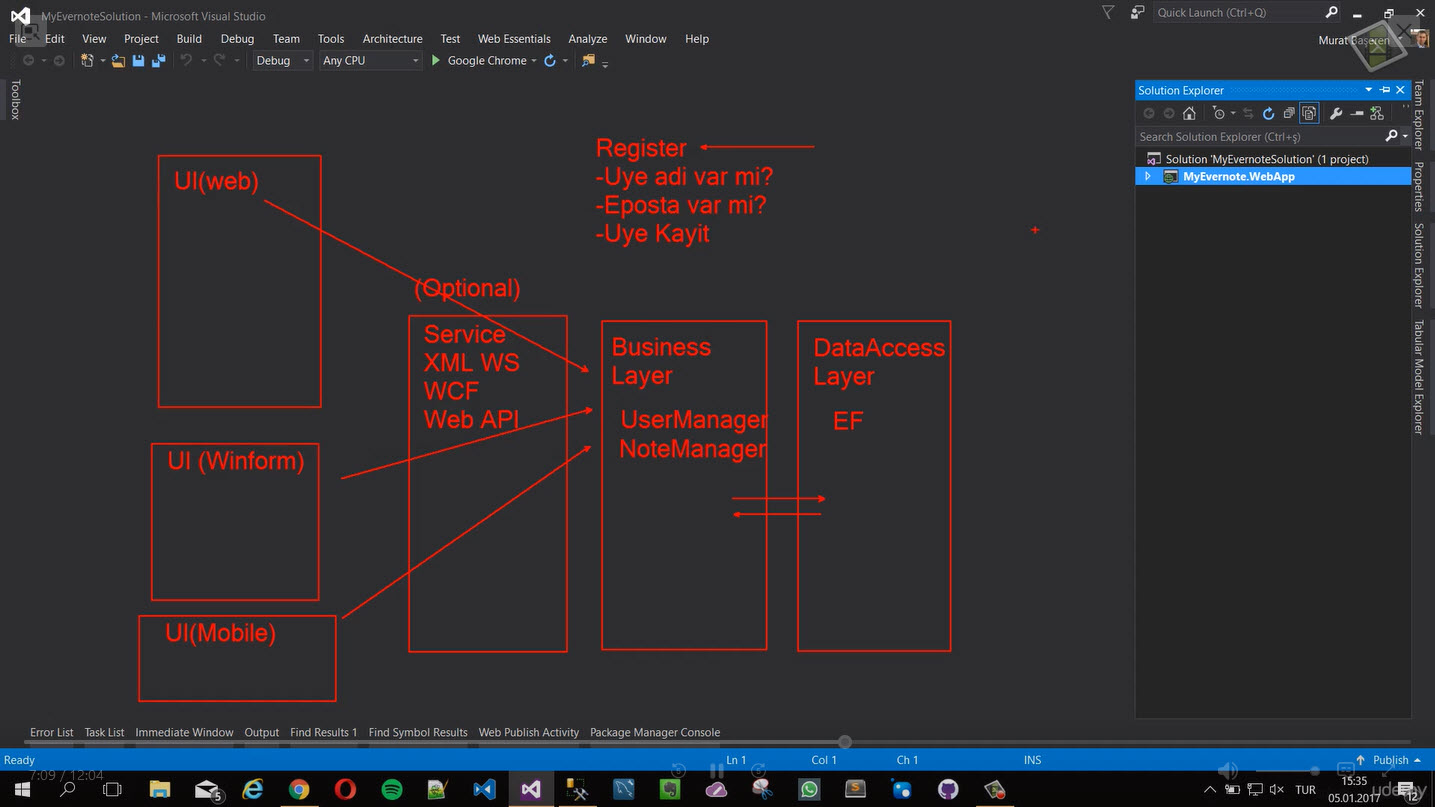 MyEvernoteSolution - Microsoft Visual Studio
Quick Launch (Ctrl+Q)
File Edit View Project Build Debug Team Tools Architecture Test Web Essentials Analyze Window Help
Murat Başeren
Debug Any CPU Google Chrome
Toolbox
Solution Explorer
Search Solution Explorer (Ctrl+ş)
Solution 'MyEvernoteSolution' (1 project)
MyEvernote.WebApp
Team Explorer
Properties
Solution Explorer
Tabular Model Explorer
Register
-Uye adi var mi?
-Eposta var mi?
-Uye Kayit
UI(web)
(Optional)
Service
XML WS
WCF
Web API
Business
Layer
UserManager
NoteManager
DataAccess
Layer
EF
UI (Winform)
UI(Mobile)
Error List Task List Immediate Window Output Find Results 1 Find Symbol Results Web Publish Activity Package Manager Console
Ready Ln 1 Col 1 Ch 1 INS Publish
7:09 / 12:04
5
TUR
15:35
05.01.2017
12
udemy